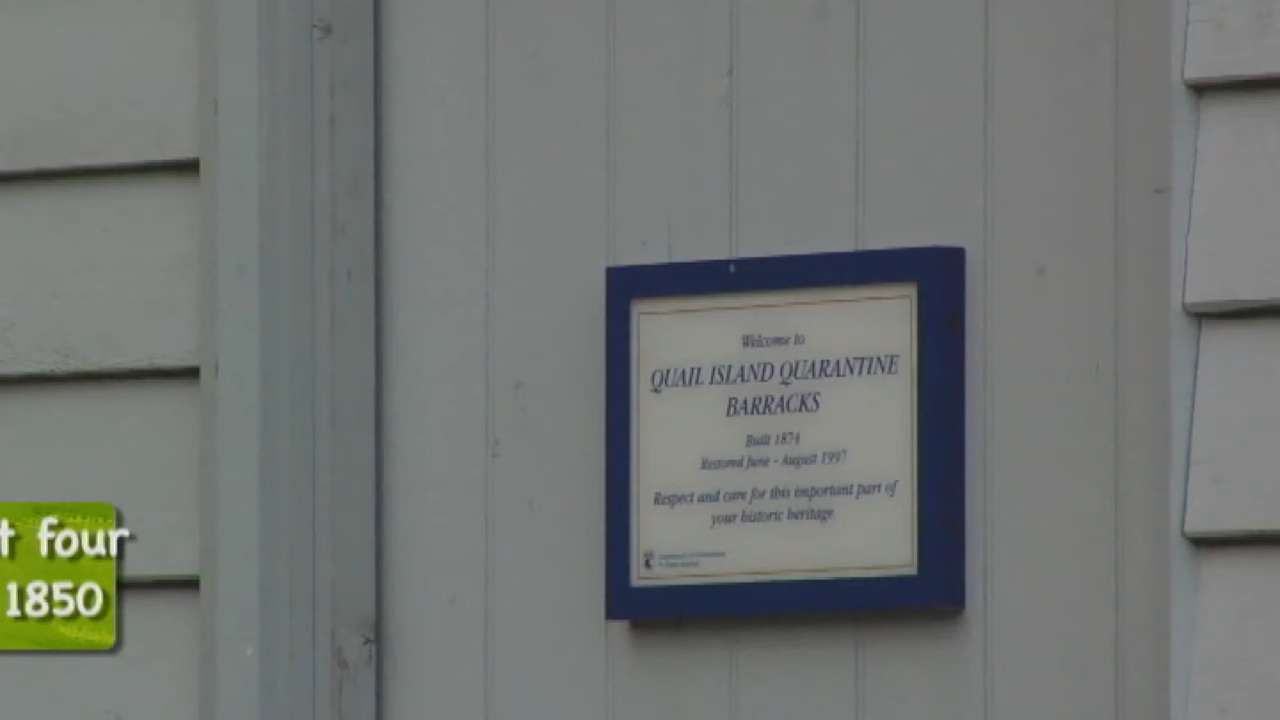 Welcome to
QUAIL ISLAND QUARANTINE
BARRACKS
Built 1874
Restored June - August 1997
Respect and care for this important part of
your historic heritage
t four
1850